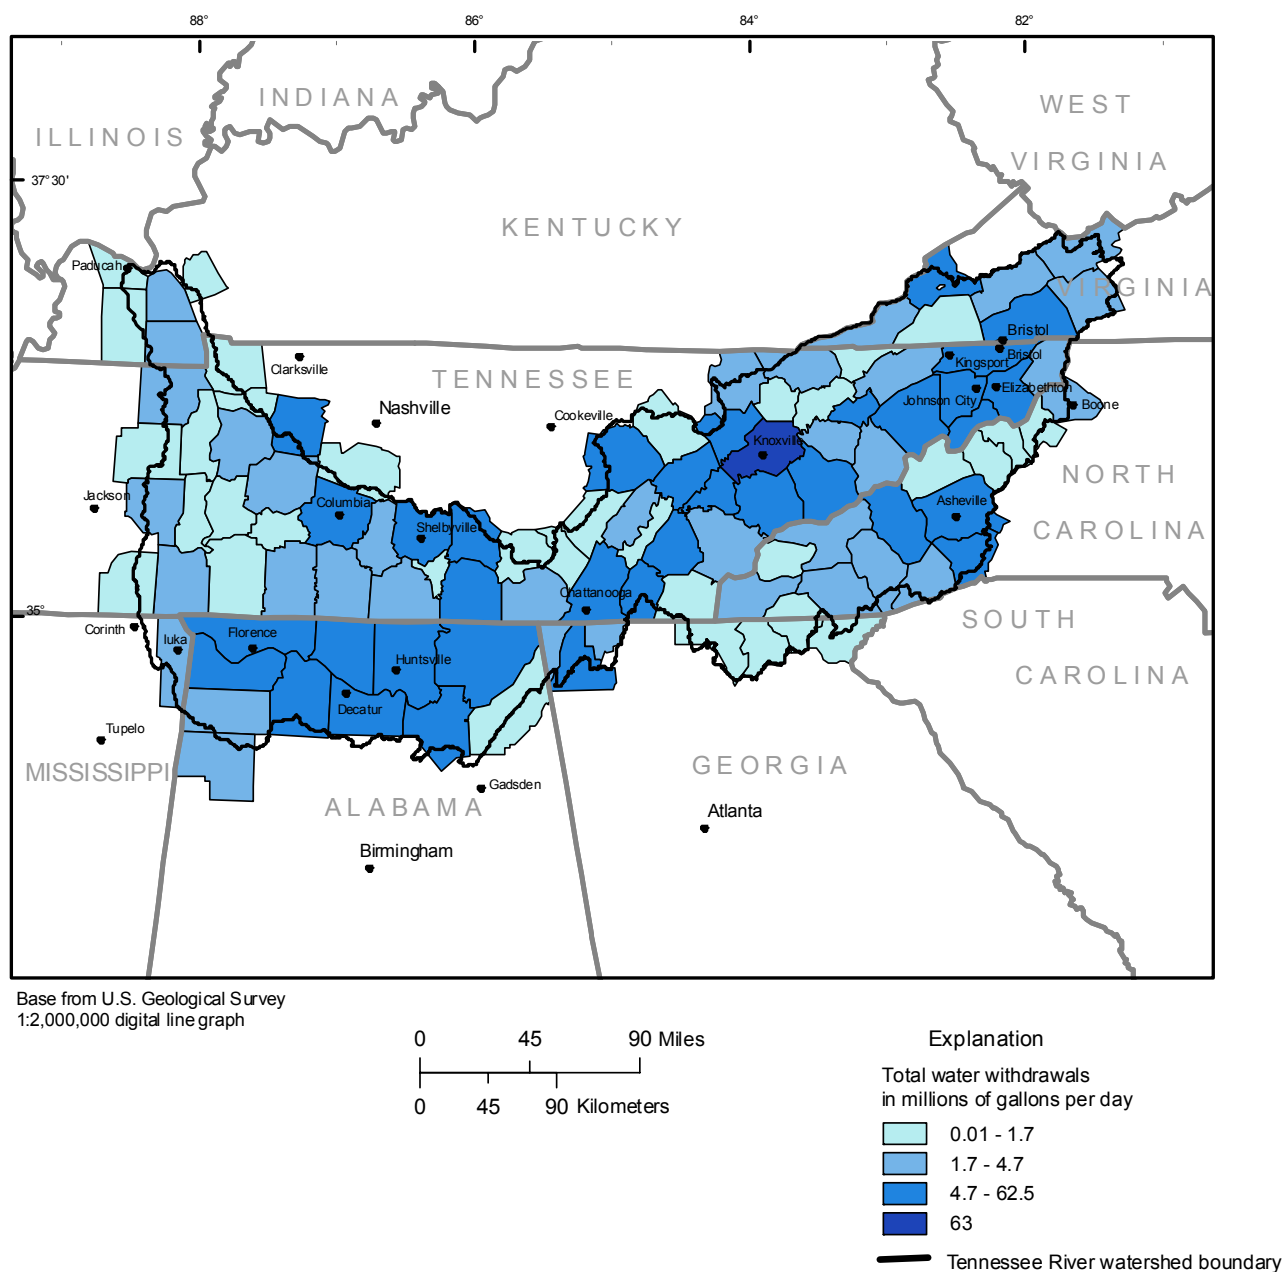 88°
86°
84°
82°
INDIANA
ILLINOIS
WEST
VIRGINIA
37°30'
KENTUCKY
Paducah
VIRGINIA
Bristol
Bristol
Kingsport
Clarksville
TENNESSEE
Elizabethton
Johnson City
Boone
Nashville
Cookeville
Knoxville
NORTH
CAROLINA
Jackson
Columbia
Asheville
Shelbyville
Chattanooga
35°
SOUTH
CAROLINA
Corinth
Iuka
Florence
Huntsville
Decatur
Tupelo
MISSISSIPPI
GEORGIA
Gadsden
ALABAMA
Atlanta
Birmingham
Base from U.S. Geological Survey
1:2,000,000 digital line graph
0 45 90 Miles
0 45 90 Kilometers
Explanation
Total water withdrawals
in millions of gallons per day
0.01 - 1.7
1.7 - 4.7
4.7 - 62.5
63
Tennessee River watershed boundary